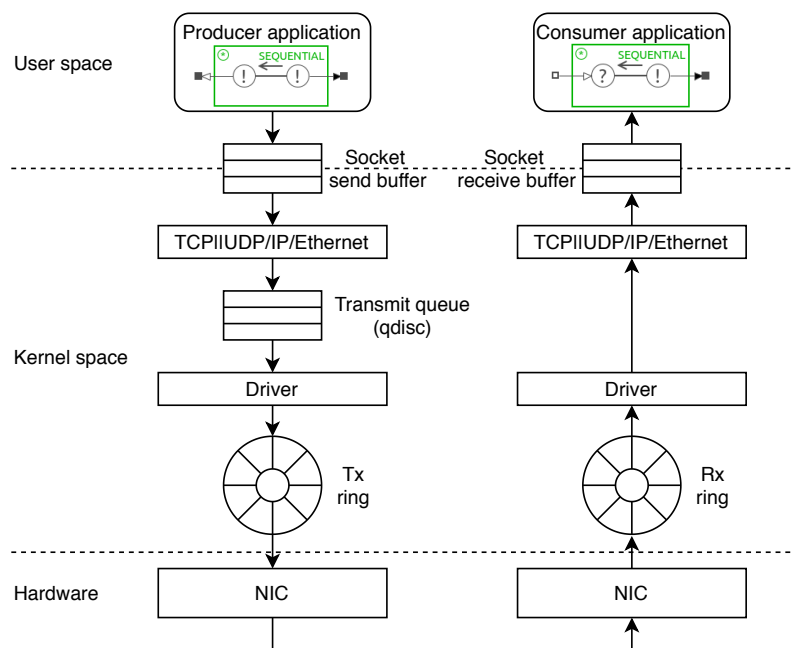 Producer application
Consumer application
SEQUENTIAL
SEQUENTIAL
! !
? !
User space
Socket
send buffer
Socket
receive buffer
TCP||UDP/IP/Ethernet
TCP||UDP/IP/Ethernet
Transmit queue
(qdisc)
Kernel space
Driver
Driver
Tx
ring
Rx
ring
Hardware
NIC
NIC